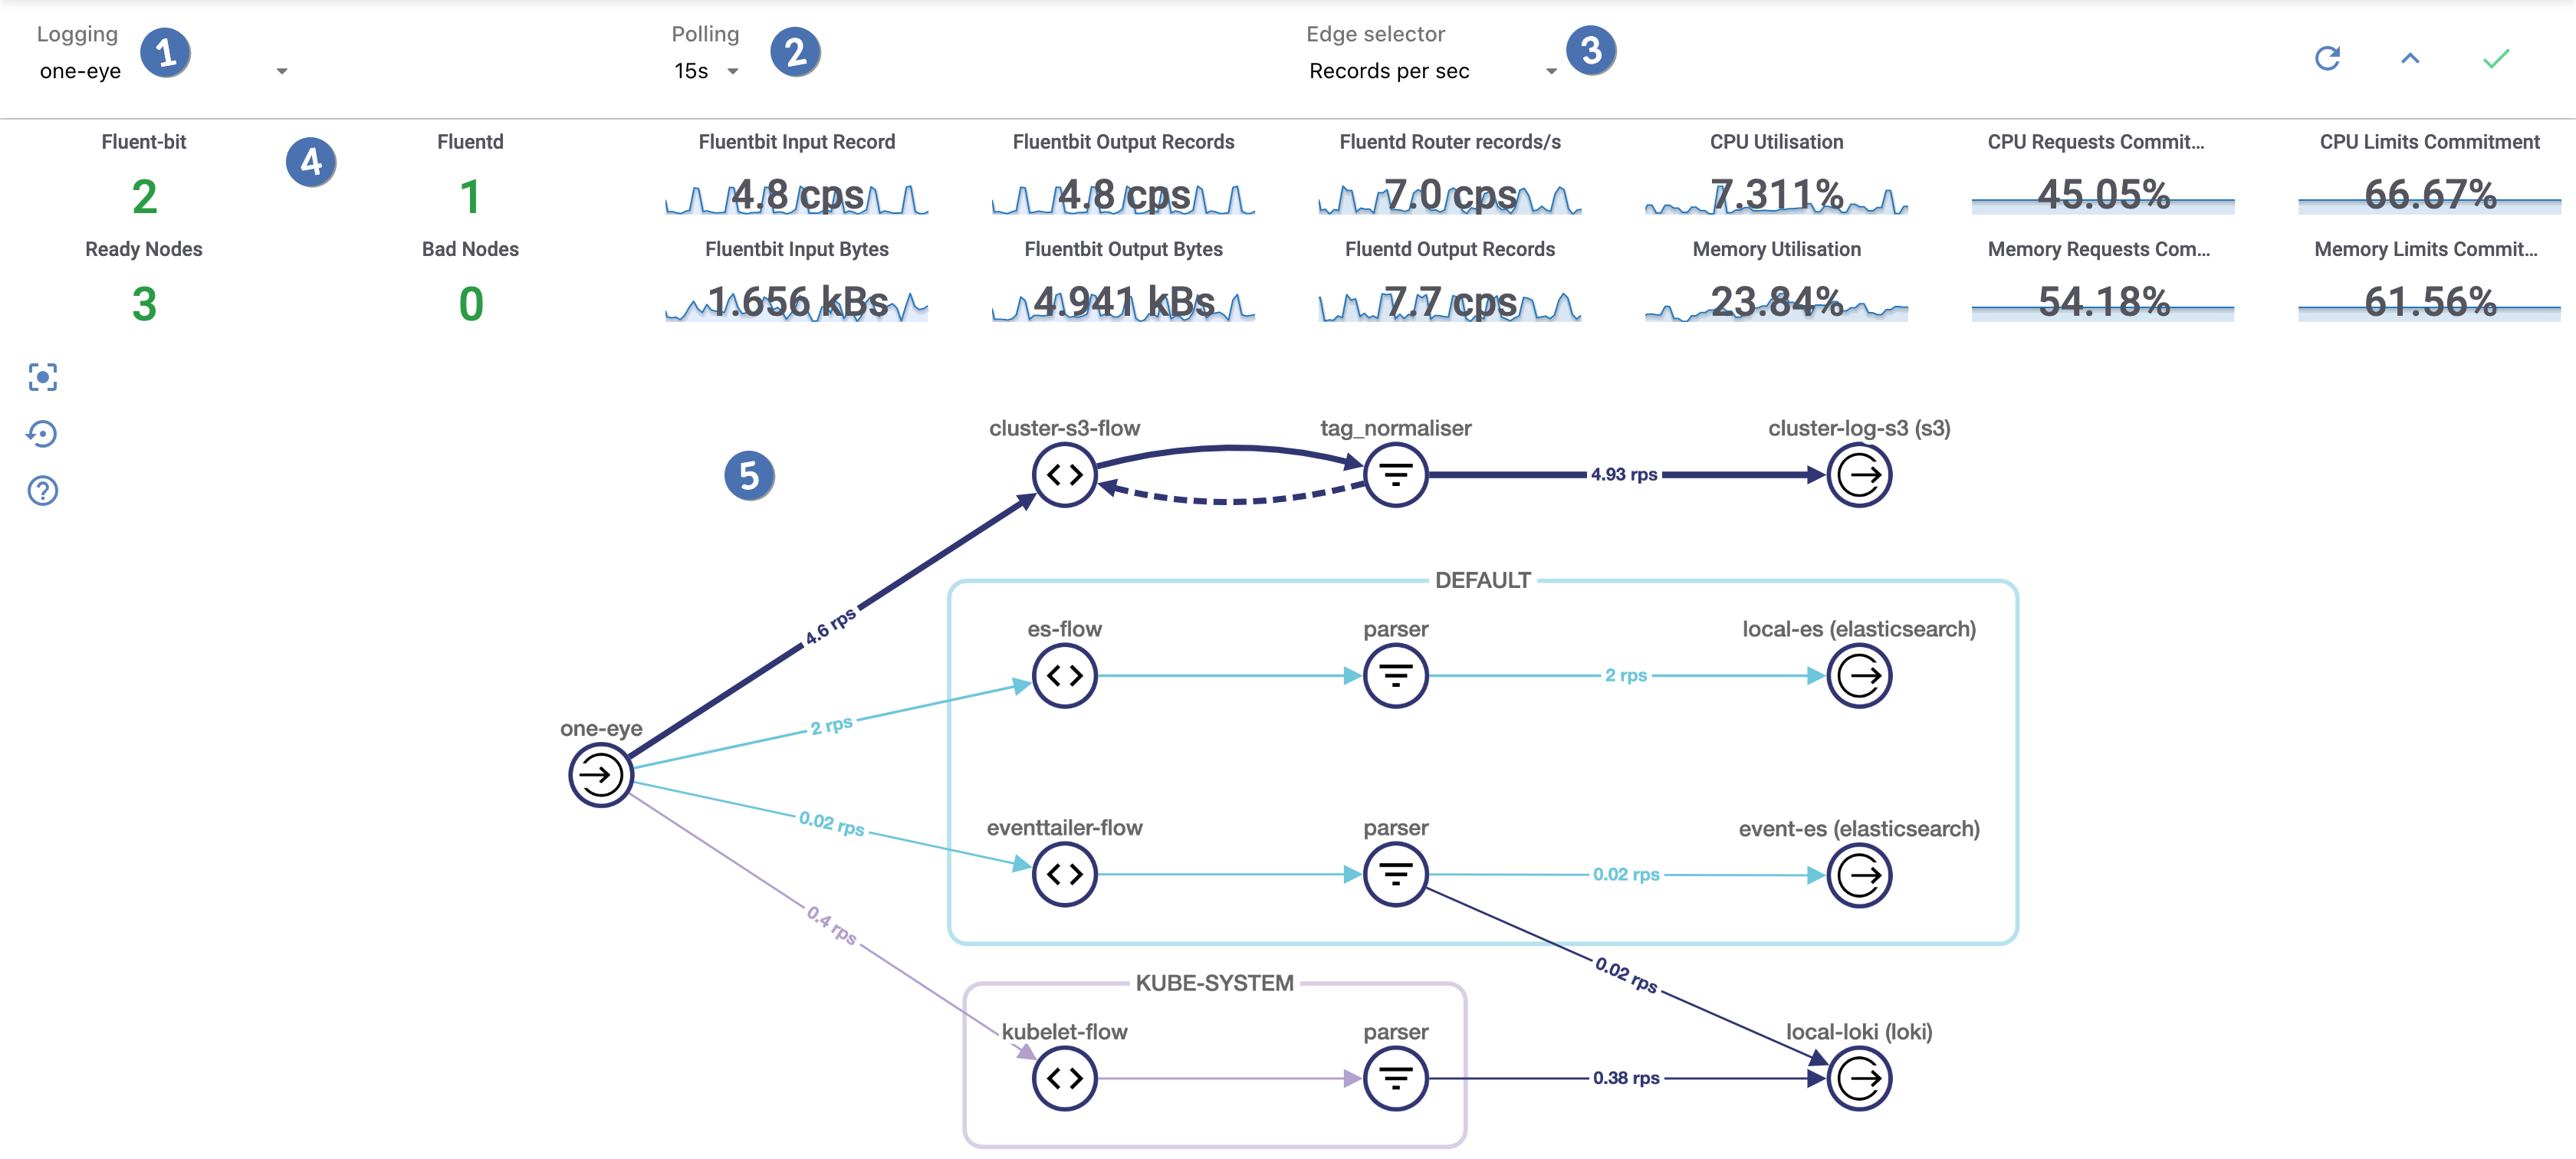 Logging
one-eye
1
Polling
15s
2
Edge selector
Records per sec
3
Fluent-bit
2
4
Fluentd
1
Fluentbit Input Record
4.8 cps
Fluentbit Output Records
4.8 cps
Fluentd Router records/s
7.0 cps
CPU Utilisation
7.311%
CPU Requests Commit...
45.05%
CPU Limits Commitment
66.67%
Ready Nodes
3
Bad Nodes
0
Fluentbit Input Bytes
1.656 kBs
Fluentbit Output Bytes
4.941 kBs
Fluentd Output Records
7.7 cps
Memory Utilisation
23.84%
Memory Requests Com...
54.18%
Memory Limits Commit...
61.56%
?
5
cluster-s3-flow
tag_normaliser
cluster-log-s3 (s3)
4.93 rps
4.6 rps
DEFAULT
es-flow
parser
local-es (elasticsearch)
2 rps
2 rps
one-eye
0.02 rps
eventtailer-flow
parser
event-es (elasticsearch)
0.02 rps
0.4 rps
0.02 rps
KUBE-SYSTEM
kubelet-flow
parser
local-loki (loki)
0.38 rps